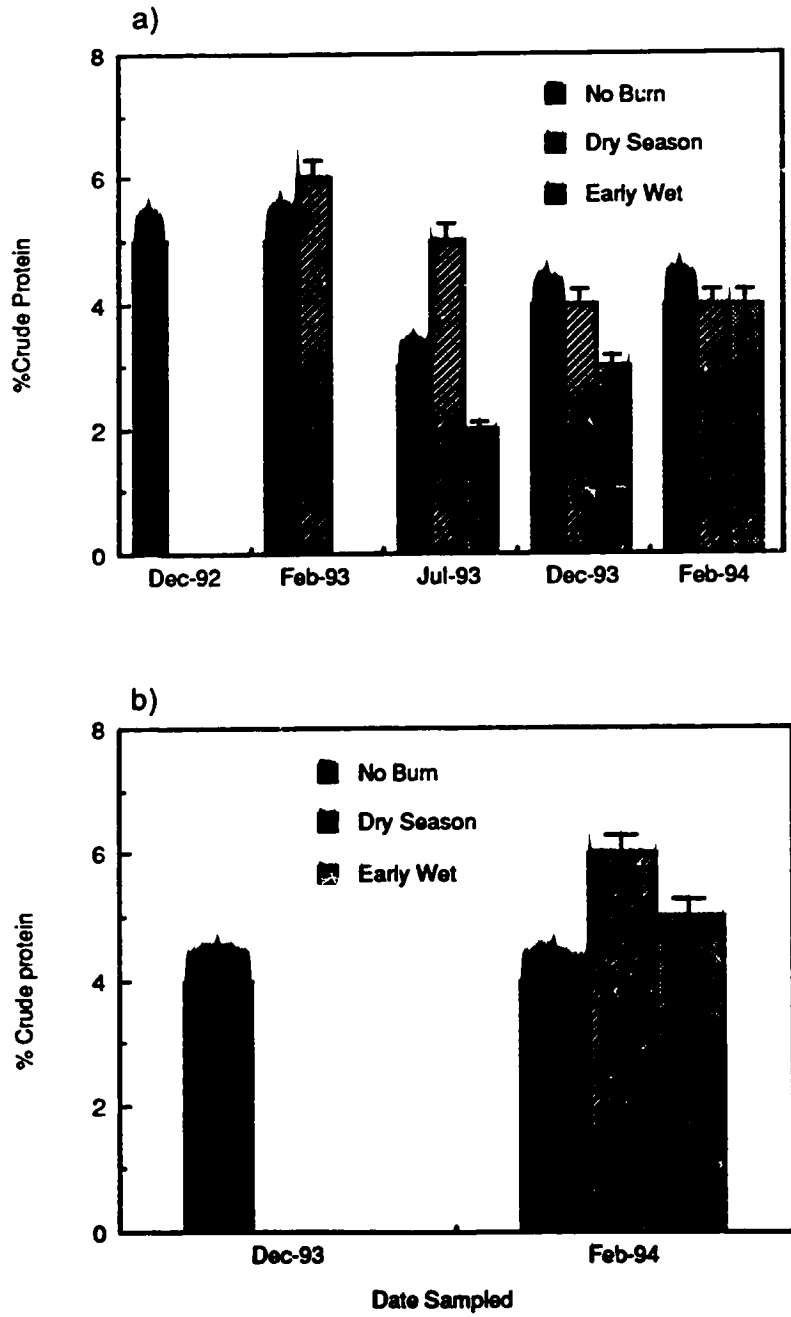 a)
8
No Burn
Dry Season
6
Early Wet
%Crude Protein
4
2
0
Dec-92 Feb-93 Jul-93 Dec-93 Feb-94
b)
8
No Burn
Dry Season
6
Early Wet
% Crude protein
4
2
0
Dec-93 Feb-94
Date Sampled